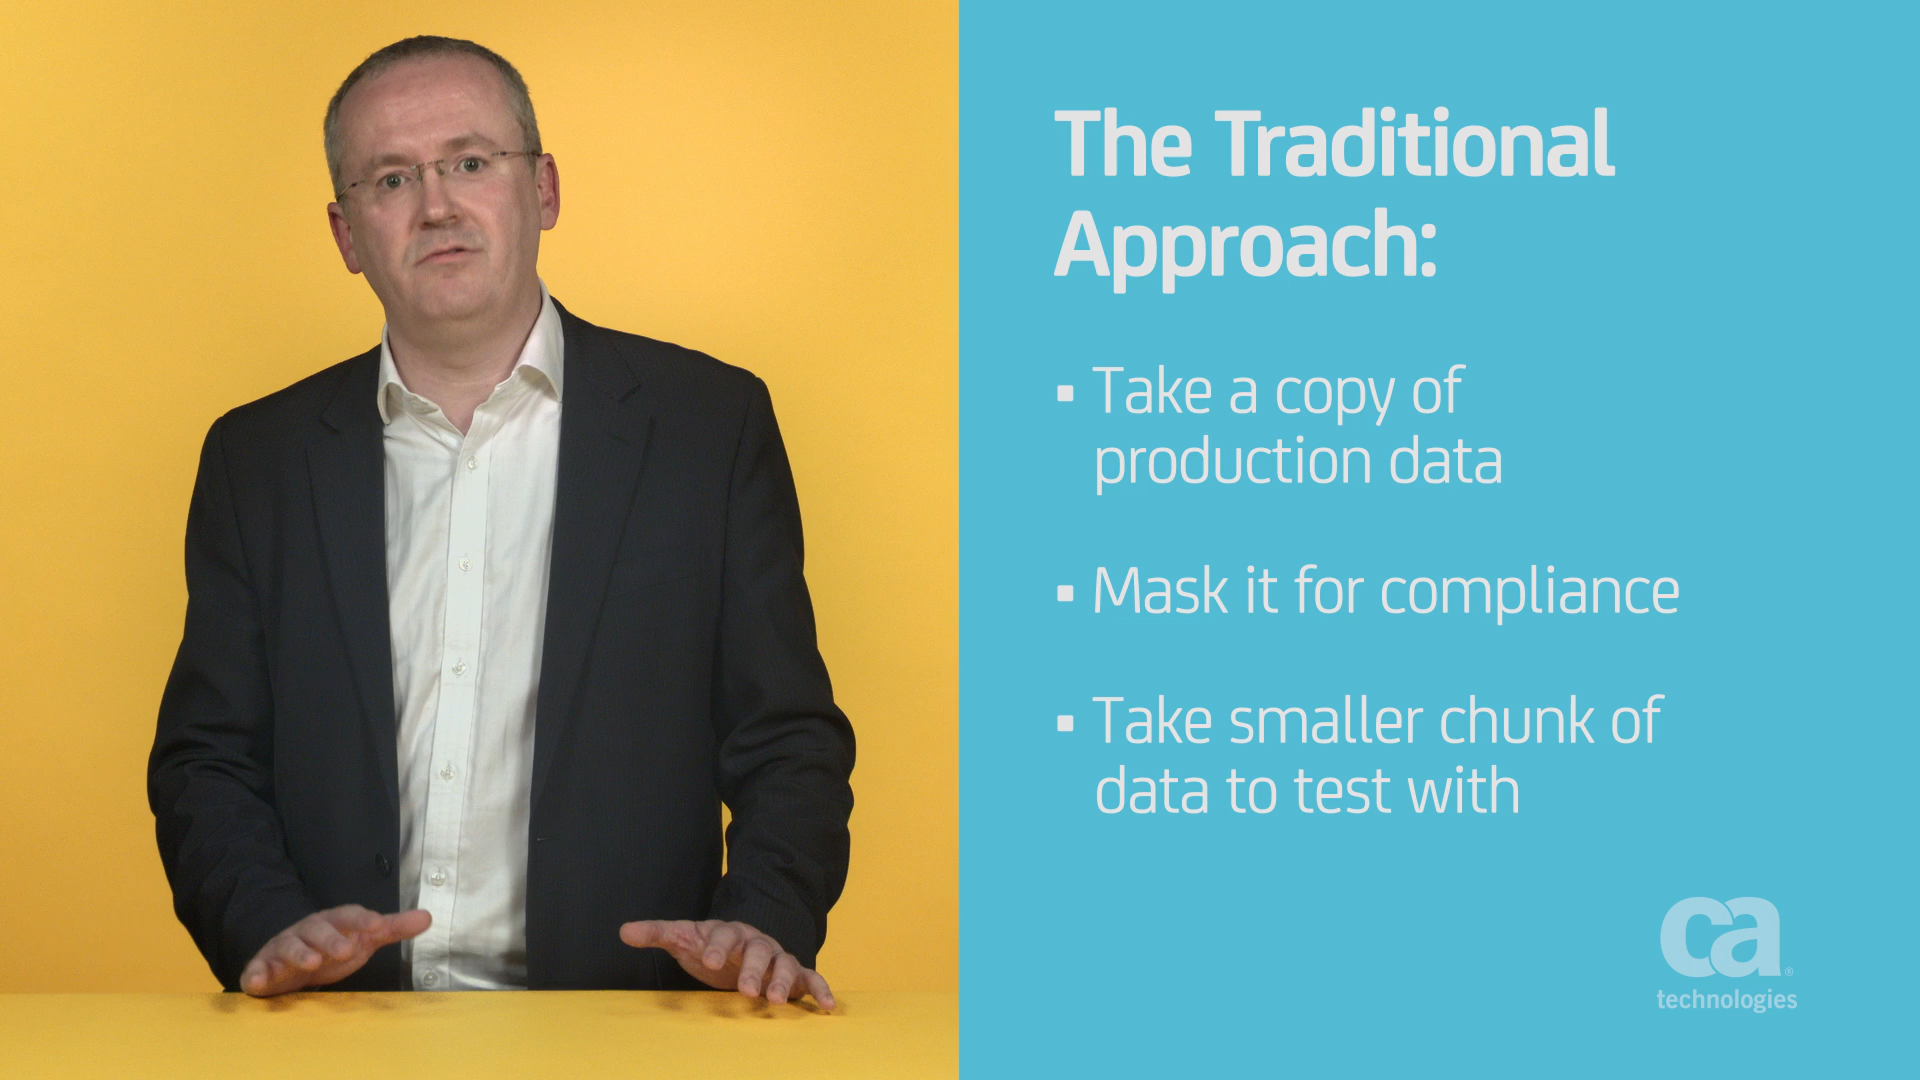 The Traditional
Approach:
▪ Take a copy of
production data
▪ Mask it for compliance
▪ Take smaller chunk of
data to test with
ca®
technologies